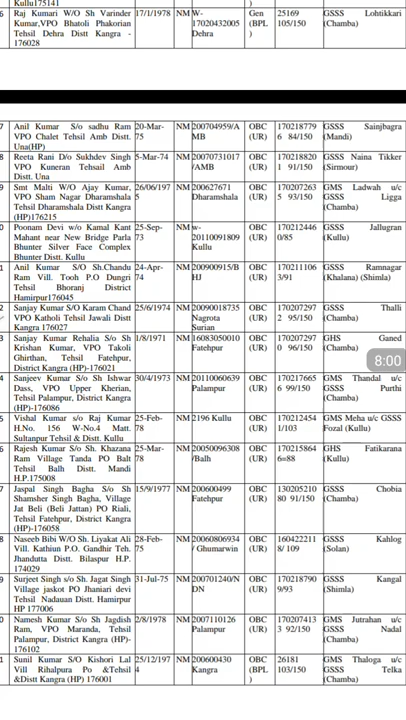 Kullu175141
)
6 Raj Kumari W/O Sh Varinder 17/1/1978 NM W- Gen 25169 GSSS Lohtikkari
Kumar,VPO Bhatoli Phakorian 17020432005 (BPL 105/150 (Chamba)
Tehsil Dehra Distt Kangra - Dehra )
176028
7 Anil Kumar S/o sadhu Ram 20-Mar- NM 200704959/A OBC 170218779 GSSS Sainjbagra
VPO Chalet Tehsil Amb Distt. 75 MB (UR) 6 84/150 (Mandi)
Una(HP)
8 Reeta Rani D/o Sukhdev Singh 5-Mar-74 NM 20070731017 OBC 170218820 GSSS Naina Tikker
VPO Kuneran Tehsail Amb /AMB (UR) 1 91/150 (Sirmour)
Distt. Una
9 Smt Malti W/O Ajay Kumar, 26/06/197 NM 200627671 OBC 170207263 GMS Ladwah u/c
VPO Sham Nagar Dharamshala 5 Dharamshala (UR) 5 93/150 GSSS Ligga
Tehsil Dharamshala Distt Kangra (Chamba)
(HP)176215
0 Poonam Devi w/o Kamal Kant 25-Sep- NM w- OBC 170212446 GSSS Jallugran
Mahant near New Bridge Parla 73 20110091809 (UR) 0/85 (Kullu)
Bhunter Silver Face Complex Kullu
Bhunter Distt. Kullu
1 Anil Kumar S/O Sh.Chandu 24-Apr- NM 200900915/B OBC 170211106 GSSS Ramnagar
Ram Vill. Tooh P.O Dungri 74 HJ (UR) 3/91 (Khalana) (Shimla)
Tehsil Bhoranj District
Hamirpur176045
2 Sanjay Kumar S/O Karam Chand 25/6/1974 NM 20090018735 OBC 170207297 GSSS Thalli
VPO Katholi Tehsil Jawali Distt Nagrota (UR) 2 95/150 (Chamba)
Kangra 176027 Surian
3 Sanjay Kumar Rehalia S/o Sh 1/8/1971 NM 16083050010 OBC 170207297 GHS Ganed
Krishan Kumar, VPO Takoli Fatehpur (UR) 0 96/150 (Chamba)
Ghirthan, Tehsil Fatehpur,
District Kangra (HP)-176021
8:00
4 Sanjeev Kumar S/o Sh Ishwar 30/4/1973 NM 20110060639 OBC 170217665 GMS Thandal u/c
Dass, VPO Upper Kherian, Palampur (UR) 6 99/150 GSSS Purthi
Tehsil Palampur, District Kangra (Chamba)
(HP)-176086
5 Vishal Kumar s/o Raj Kumar 25-Feb- NM 2196 Kullu OBC 170212454 GMS Meha u/c GSSS
H.No. 156 W-No.4 Matt. 78 (UR) 1/103 Fozal (Kullu)
Sultanpur Tehsil & Distt. Kullu
6 Rajesh Kumar S/o Sh. Khazana 25-Mar- NM 20050096308 OBC 170215864 GHS Fatikarana
Ram Village Tanda PO Balt 78 /Balh (UR) 6=88 (Kullu)
Tehsil Balh Distt. Mandi
H.P.175008
7 Jaspal Singh Bagha S/o Sh 15/9/1977 NM 200600499 OBC 130205210 GSSS Chobia
Shamsher Singh Bagha, Village Fatehpur (UR) 80 91/150 (Chamba)
Jat Beli (Beli Jattan) PO Riali,
Tehsil Fatehpur, District Kangra
(HP)-176058
8 Naseeb Bibi W/O Sh. Liyakat Ali 28-Feb- NM 20060806934 OBC 160422211 GSSS Kahlog
Vill. Kathiun P.O. Gandhir Teh. 75 / Ghumarwin (UR) 8/ 109 (Solan)
Jhandutta Distt. Bilaspur H.P.
174029
9 Surjeet Singh s/o Sh. Jagat Singh 31-Jul-75 NM 200701240/N OBC 170218790 GSSS Kangal
Village jaskot PO Jhaniari devi DN (UR) 9/93 (Shimla)
Tehsil Nadaun Distt. Hamirpur
HP 177006
0 Namesh Kumar S/o Sh Jagdish 2/8/1978 NM 2007110126 OBC 170207413 GMS Jutrahan u/c
Ram, VPO Maranda, Tehsil Palampur (UR) 3 92/150 GSSS Nadal
Palampur, District Kangra (HP)- (Chamba)
176102
1 Sunil Kumar S/O Kishori Lal 25/12/197 NM 200600430 OBC 26181 GMS Thaloga u/c
Vill Rihalpura Po &Tehsil 4 Kangra (BPL 103/150 GSSS Telka
&Distt Kangra (HP) 176001 ) (Chamba)